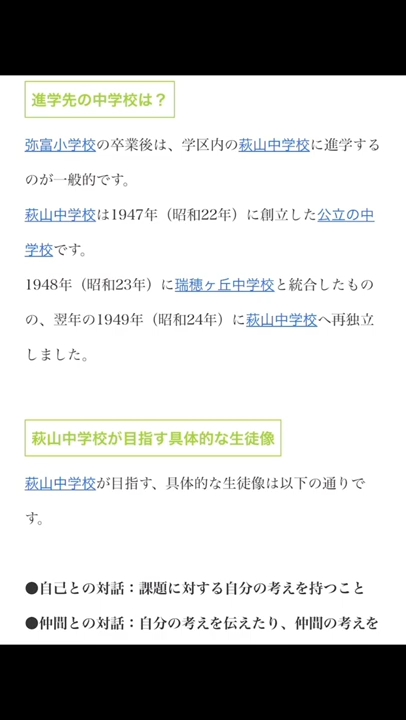 進学先の中学校は？
弥富小学校の卒業後は、学区内の萩山中学校に進学する
のが一般的です。
萩山中学校は1947年（昭和22年）に創立した公立の中
学校です。
1948年（昭和23年）に瑞穂ヶ丘中学校と統合したもの
の、翌年の1949年（昭和24年）に萩山中学校へ再独立
しました。
萩山中学校が目指す具体的な生徒像
萩山中学校が目指す、具体的な生徒像は以下の通りで
す。
●自己との対話：課題に対する自分の考えを持つこと
●仲間との対話：自分の考えを伝えたり、仲間の考えを